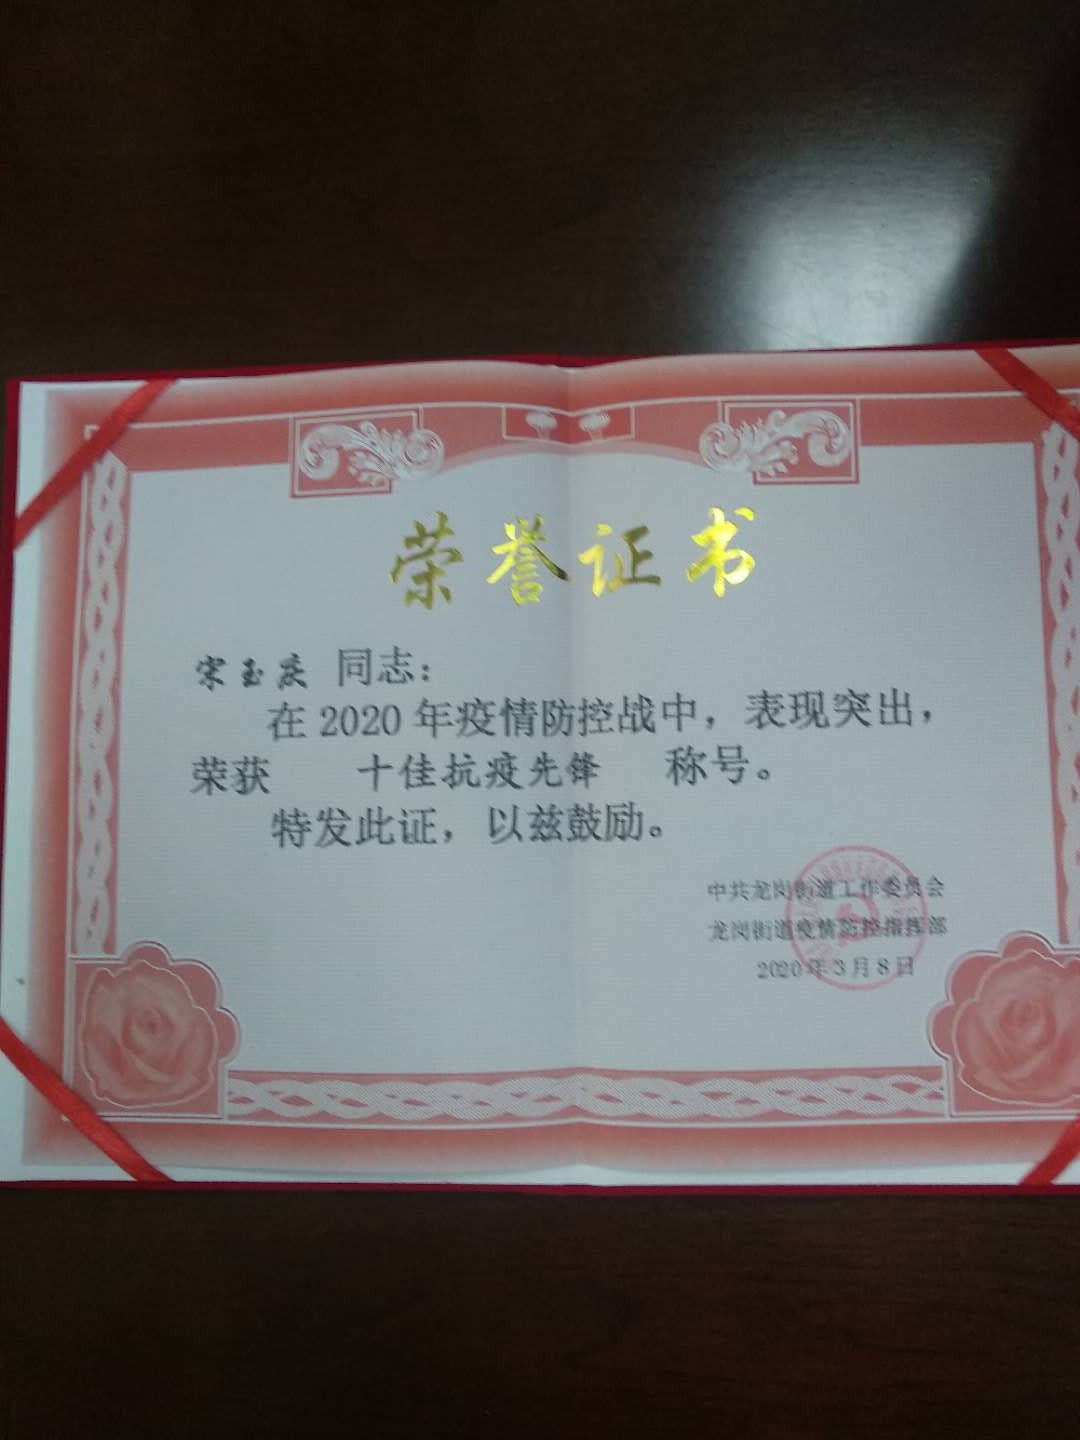 荣誉证书
宋玉庆 同志：
在2020年疫情防控战中，表现突出，
荣获 十佳抗疫先锋 称号。
特发此证，以兹鼓励。
中共龙岗街道工作委员会
龙岗街道疫情防控指挥部
2020年3月8日